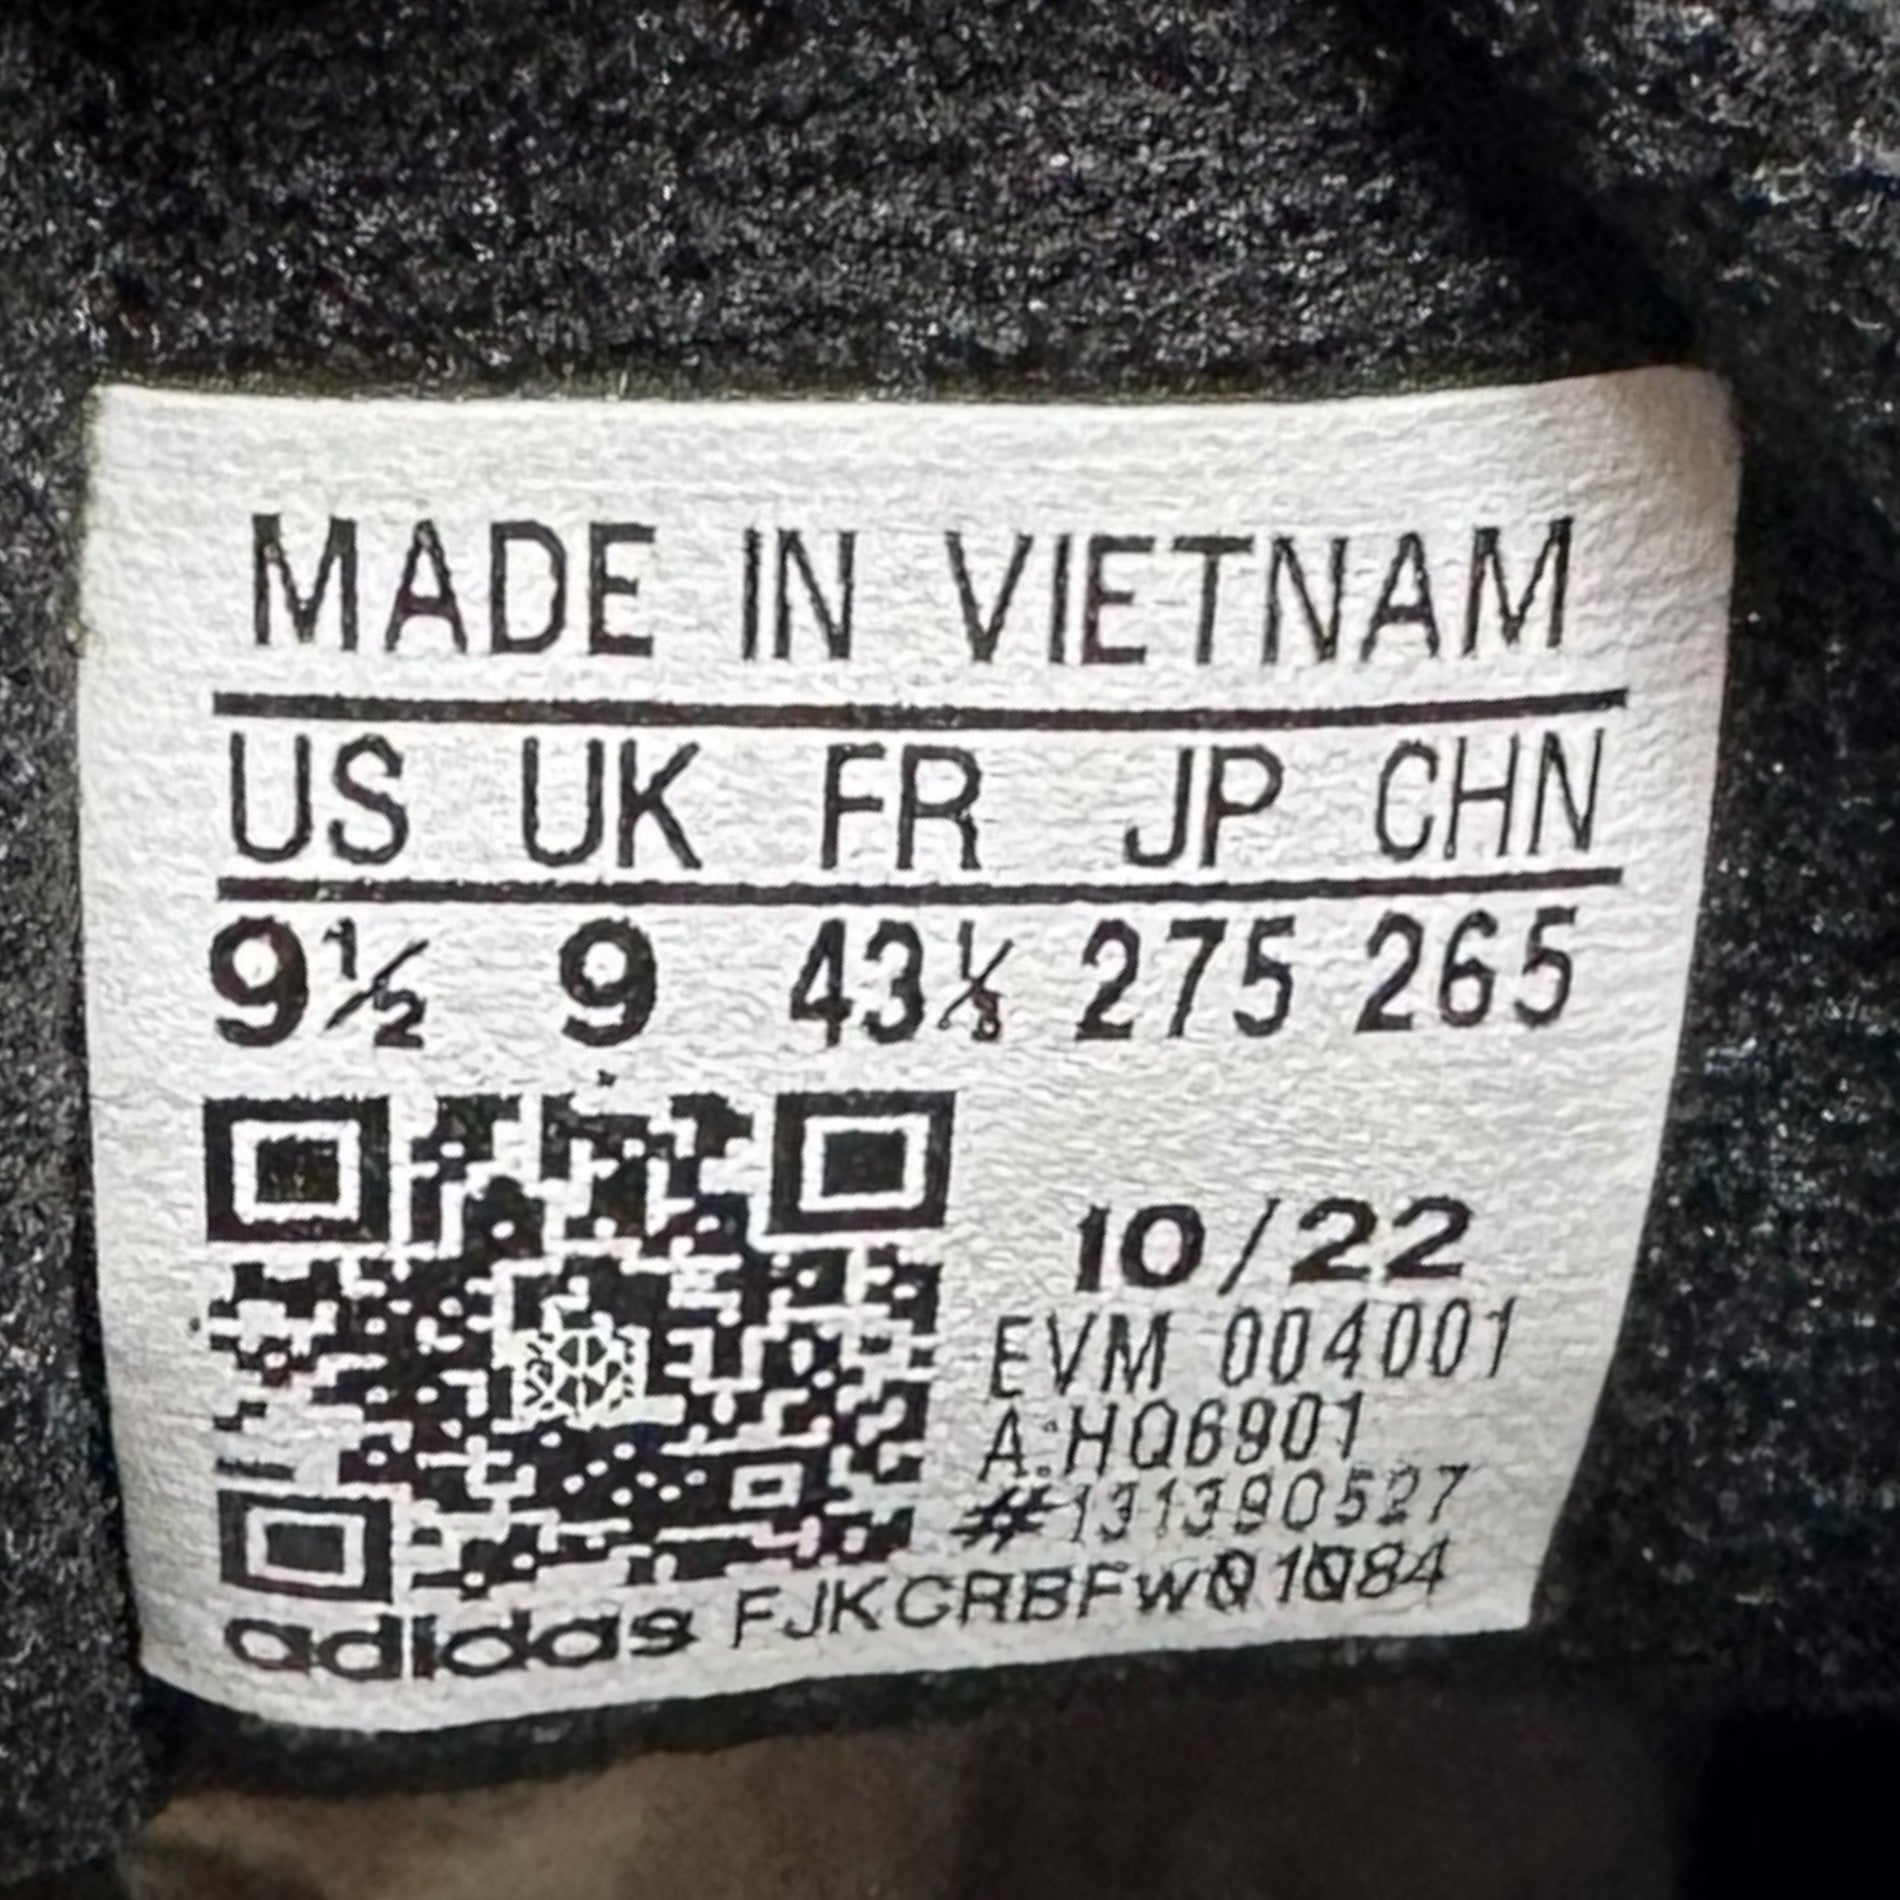 MADE IN VIETNAM
US UK FR JP CHN
9½ 9 43⅓ 275 265
10/22
EVM 004001
A:HQ6901
#131390527
adidas FJKCRBFWQ1Q84